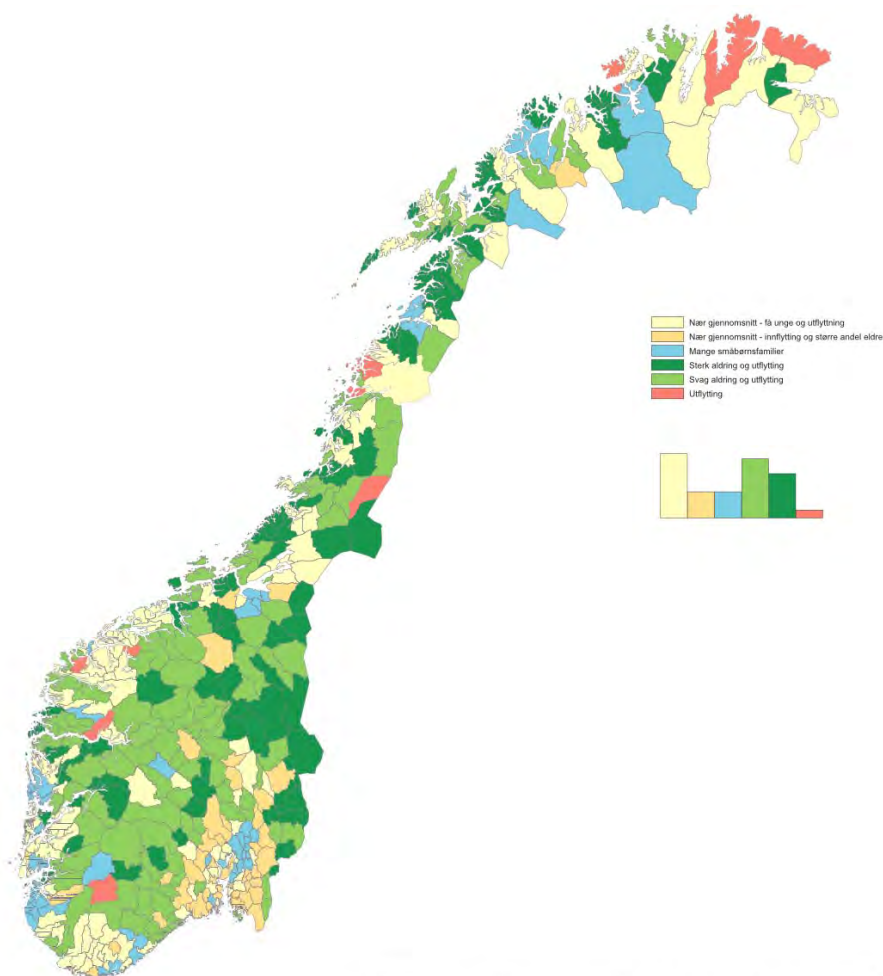 Nær gjennomsnitt - få unge og utflyttning
Nær gjennomsnitt - innflytting og større andel eldre
Mange småbørnsfamilier
Sterk aldring og utflytting
Svag aldring og utflytting
Utflytting